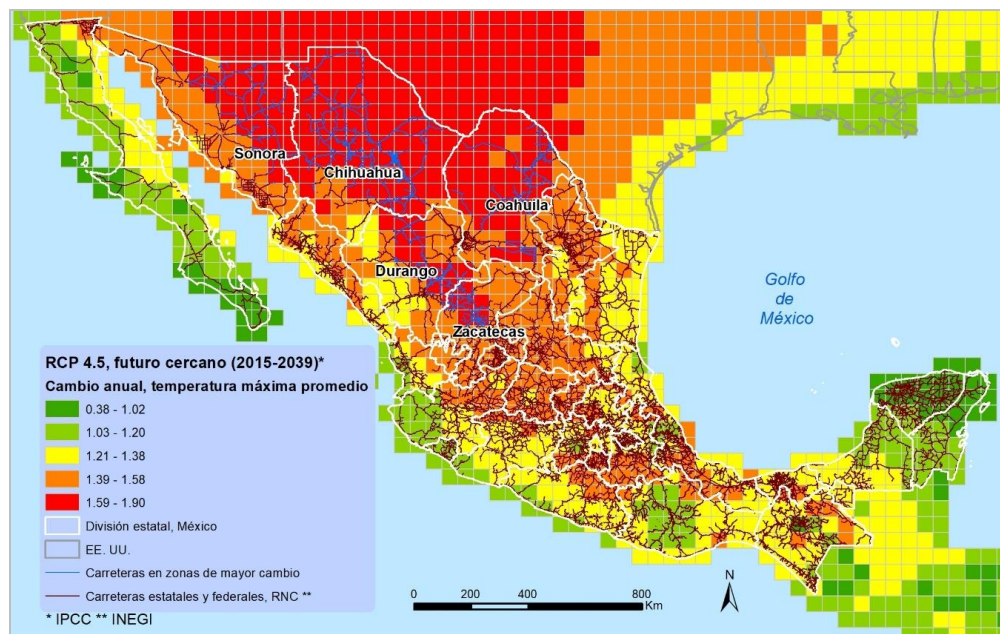 Sonora
Chihuahua
Coahuila
Durango
Zacatecas
Golfo
de
México
RCP 4.5, futuro cercano (2015-2039)*
Cambio anual, temperatura máxima promedio
0.38 - 1.02
1.03 - 1.20
1.21 - 1.38
1.39 - 1.58
1.59 - 1.90
División estatal, México
EE. UU.
Carreteras en zonas de mayor cambio
Carreteras estatales y federales, RNC **
* IPCC ** INEGI
0 200 400 800
Km
N